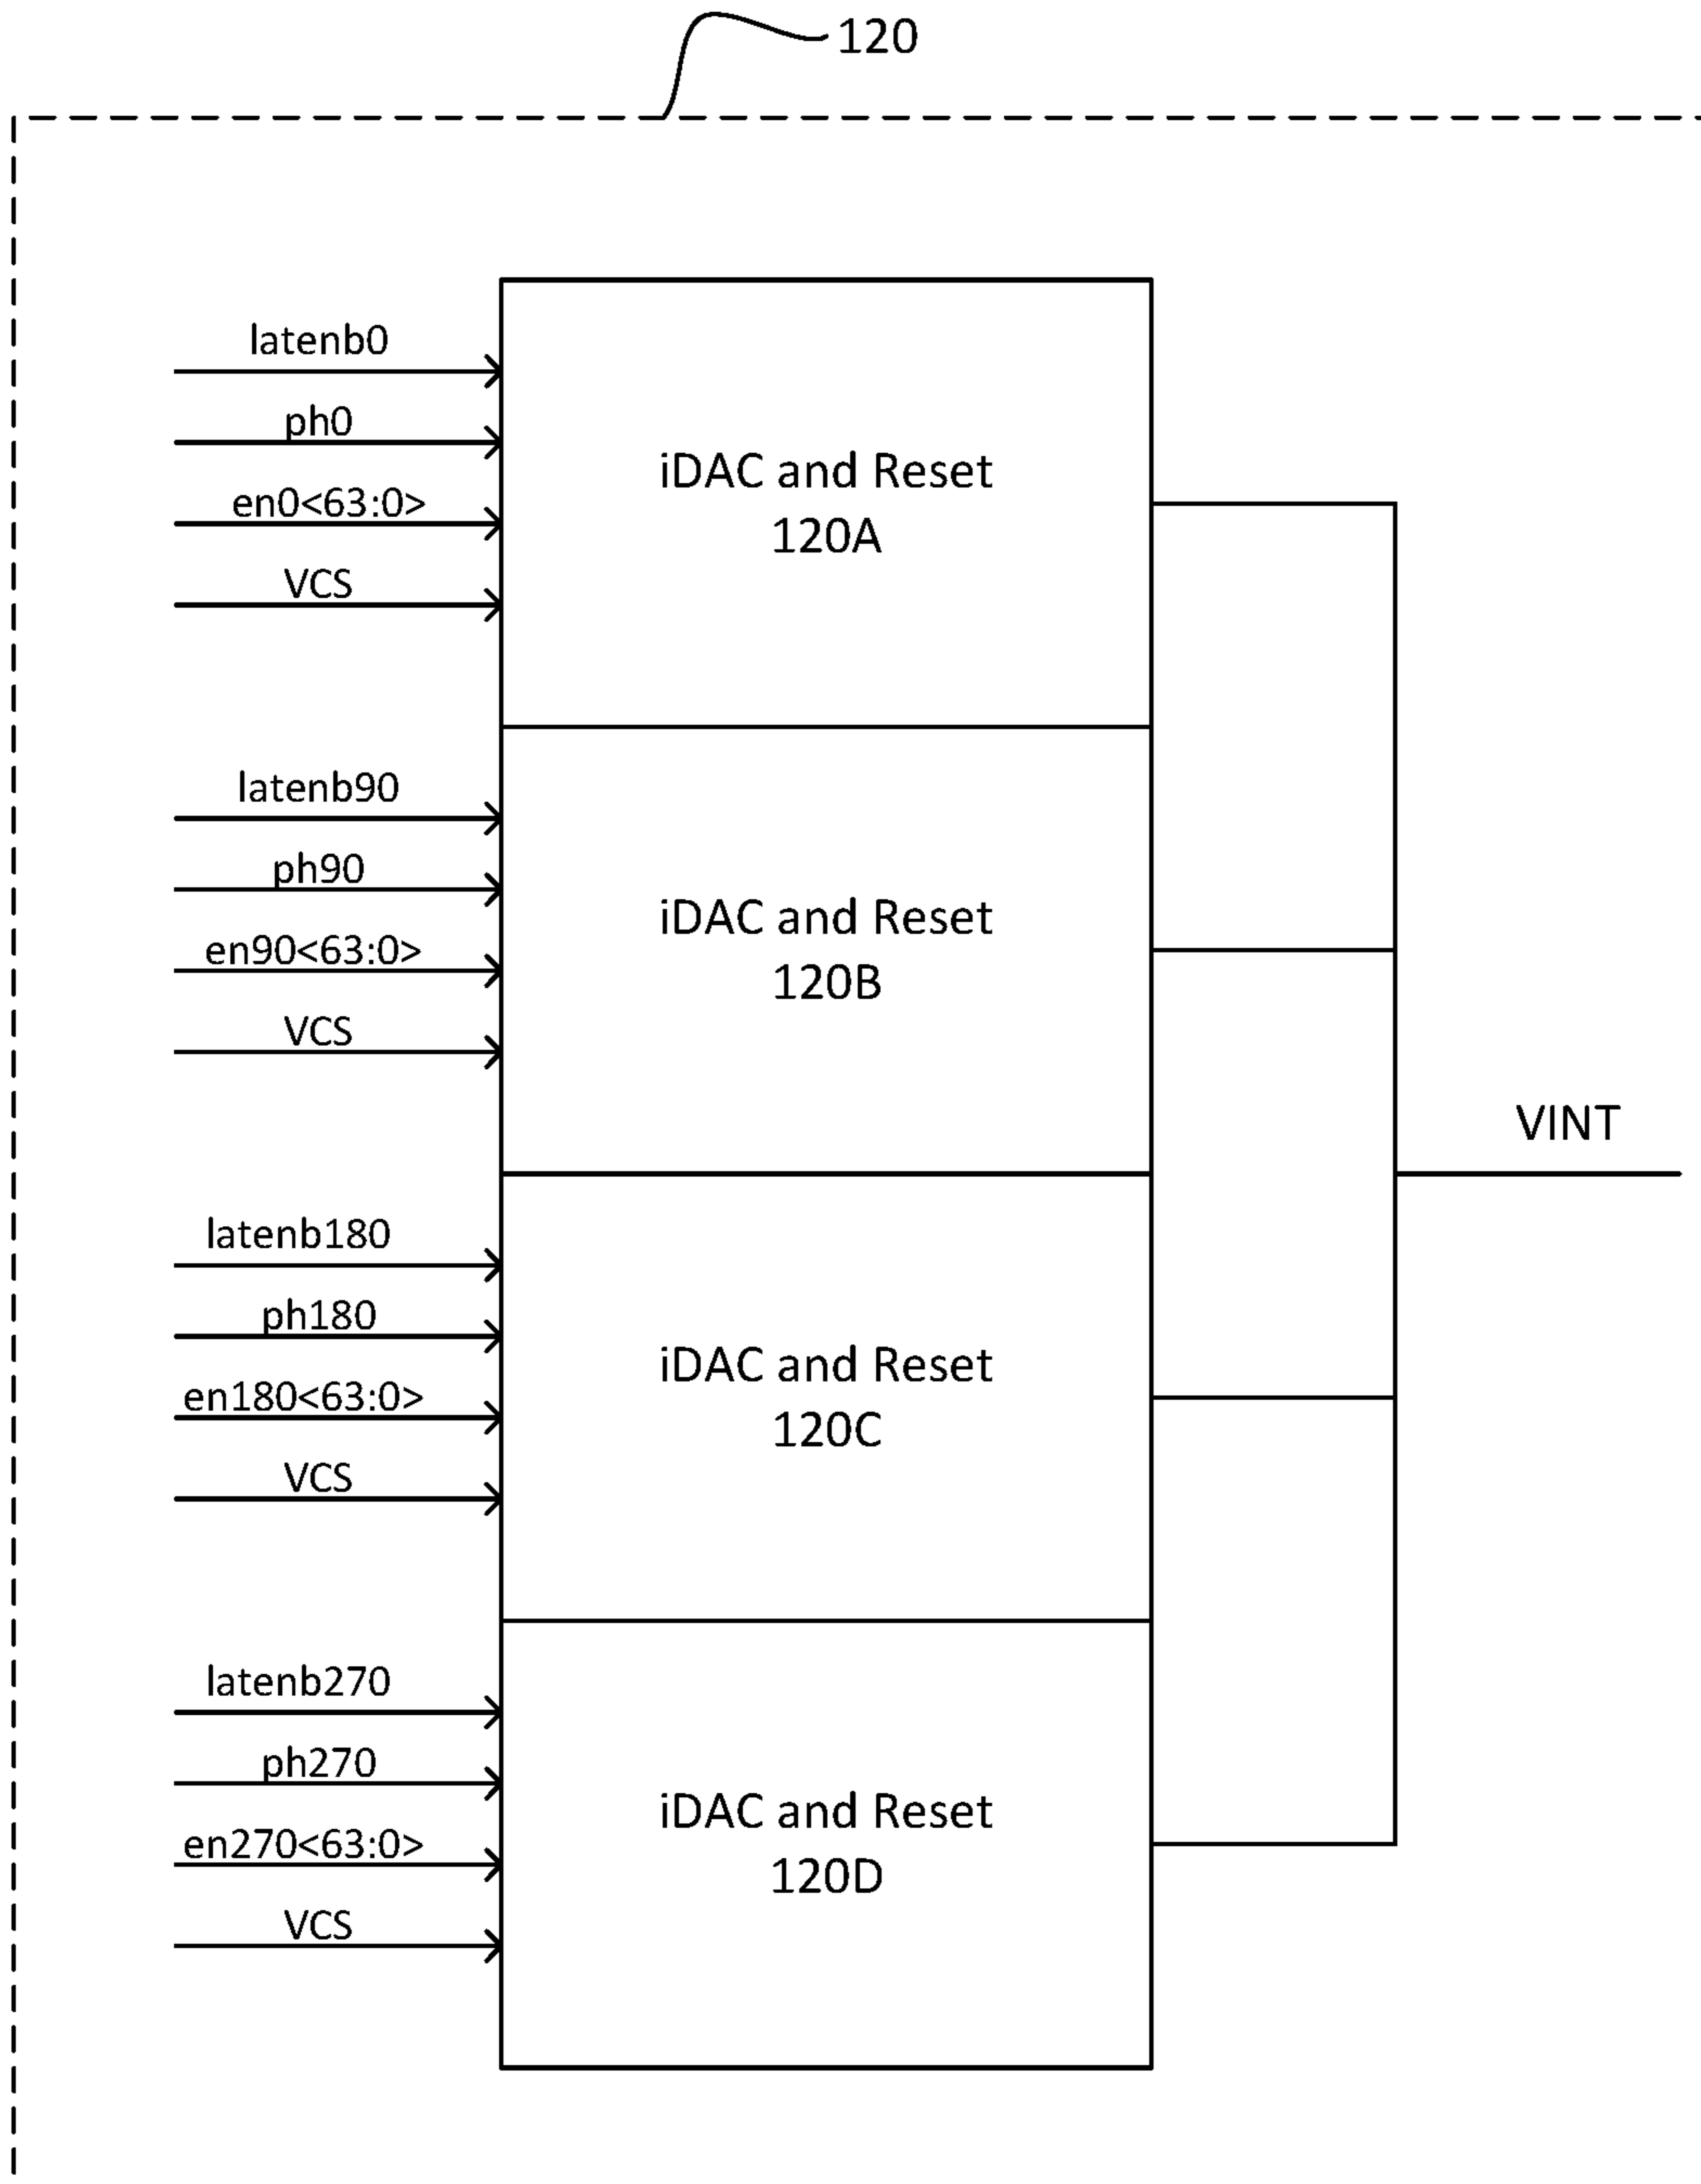 120
latenb0
ph0
en0<63:0>
VCS
iDAC and Reset
120A
latenb90
ph90
en90<63:0>
VCS
iDAC and Reset
120B
VINT
latenb180
ph180
en180<63:0>
VCS
iDAC and Reset
120C
latenb270
ph270
en270<63:0>
VCS
iDAC and Reset
120D